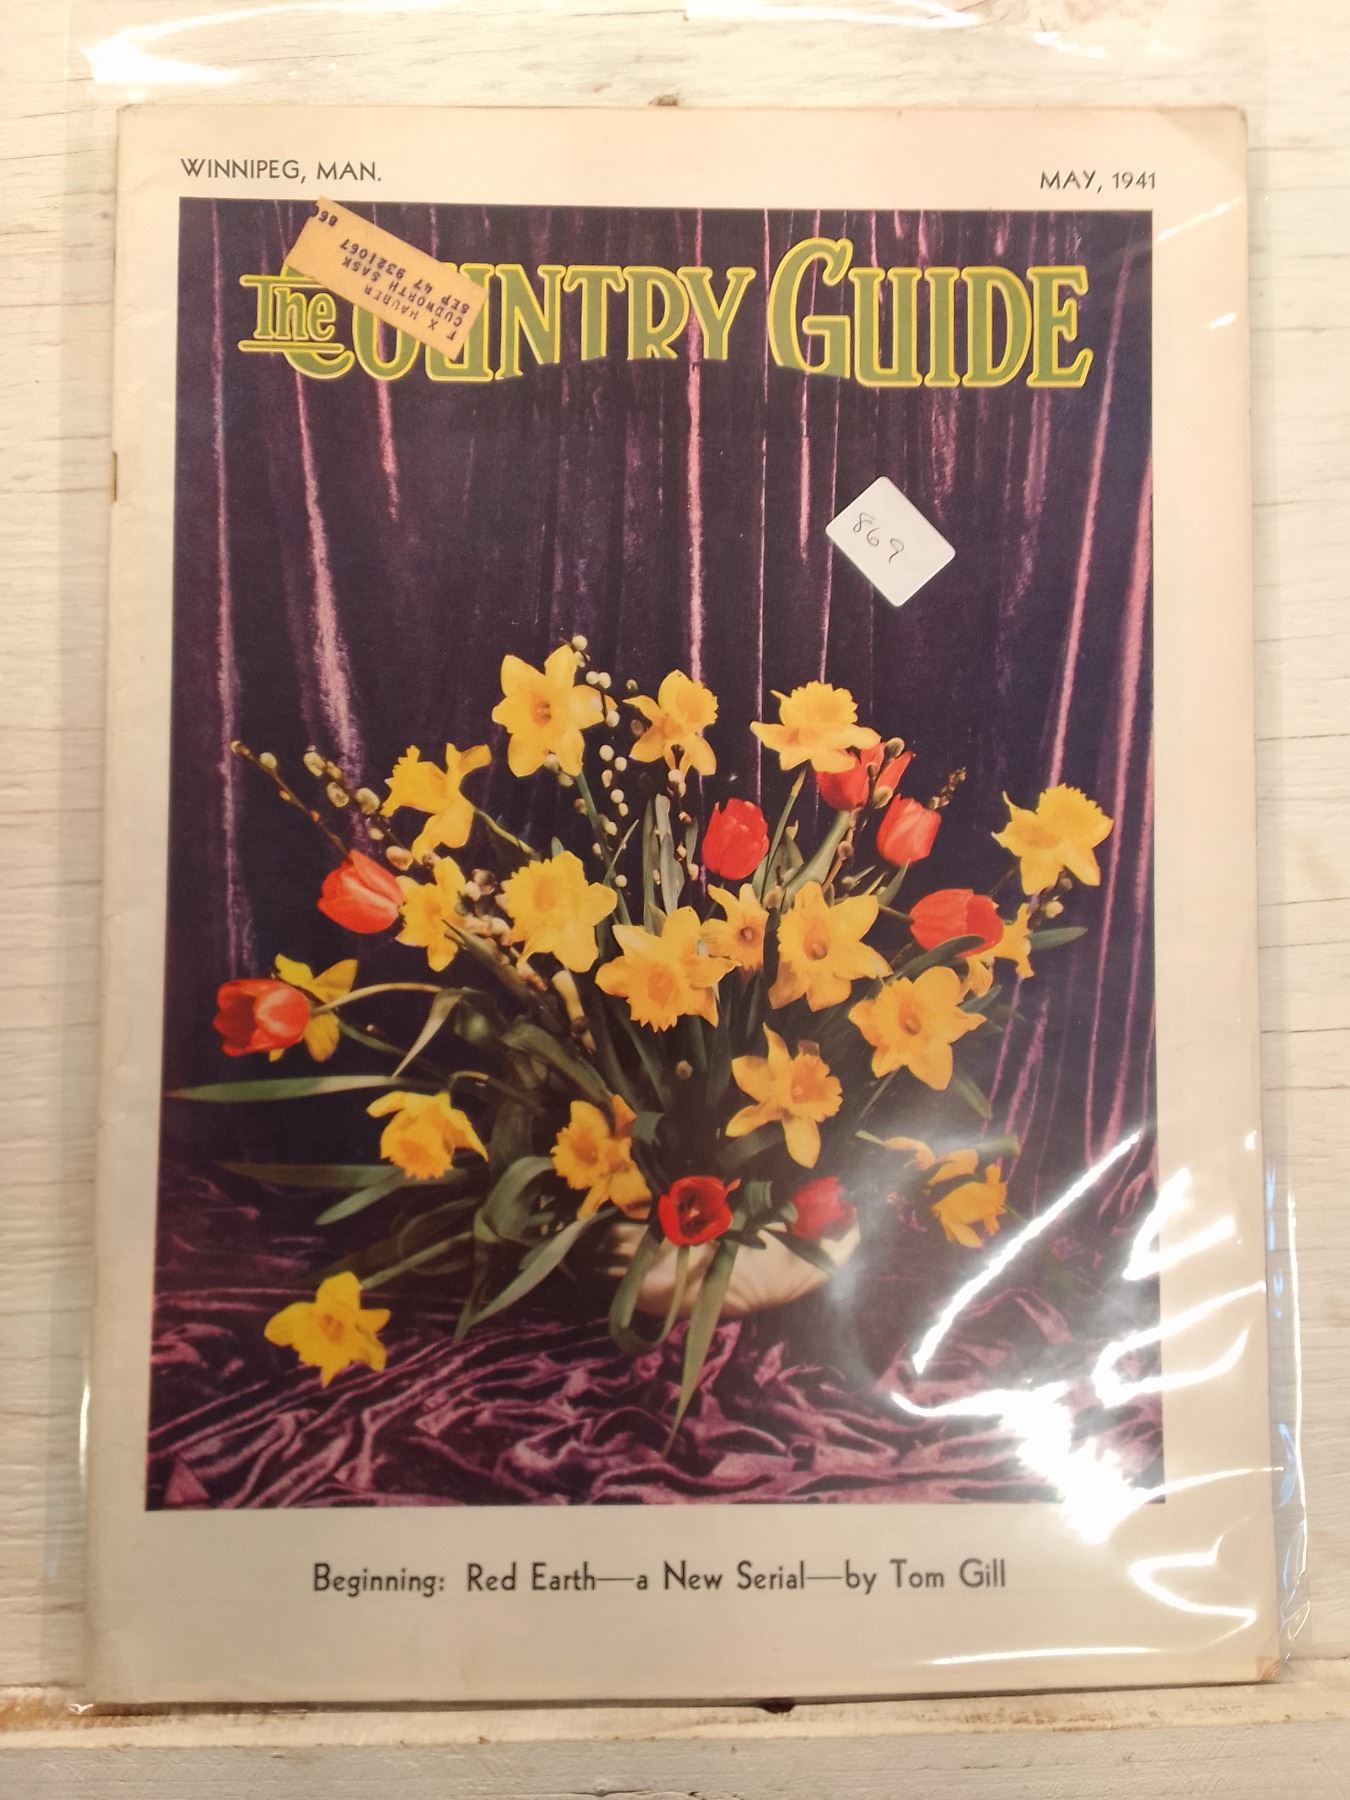 WINNIPEG, MAN.
MAY, 1941
The COUNTRY GUIDE
F X HAUBER
CUDWORTH SASK
SEP 47 9321067
86
869
Beginning: Red Earth—a New Serial—by Tom Gill